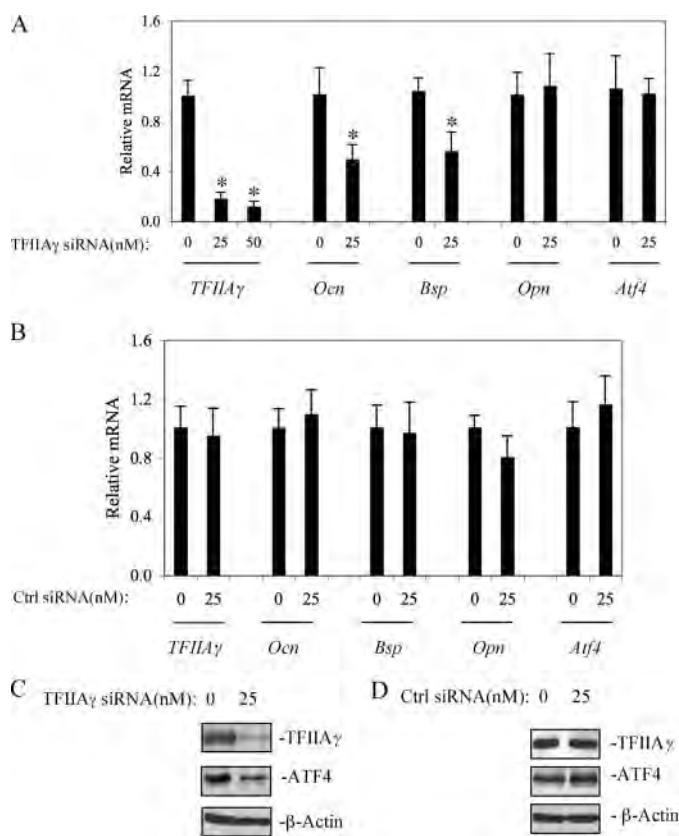 A
Relative mRNA
1.6
1.2
0.8
0.4
0.0
* * * *
TFIIAγ siRNA(nM): 0 25 50 0 25 0 25 0 25 0 25
TFIIAγ Ocn Bsp Opn Atf4
B
Relative mRNA
1.6
1.2
0.8
0.4
0.0
Ctrl siRNA(nM): 0 25 0 25 0 25 0 25 0 25
TFIIAγ Ocn Bsp Opn Atf4
C TFIIAγ siRNA(nM): 0 25
-TFIIAγ
-ATF4
-β-Actin
D Ctrl siRNA(nM): 0 25
-TFIIAγ
-ATF4
- β-Actin